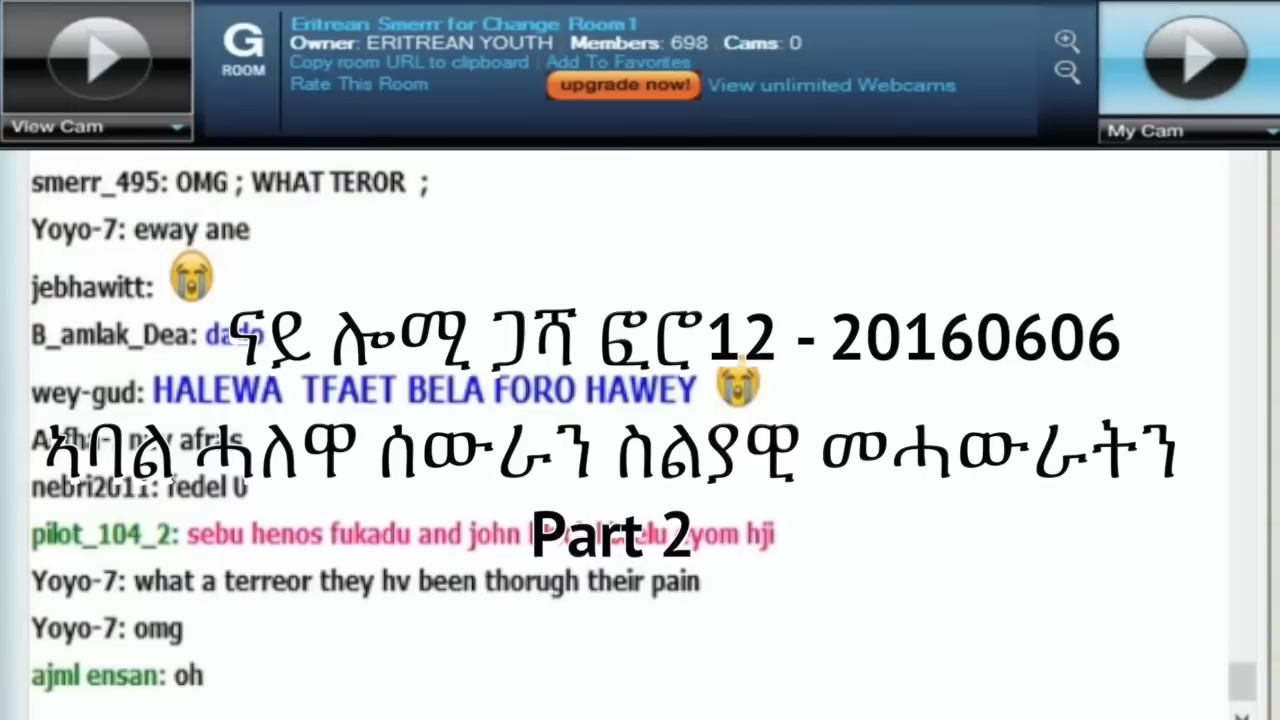 Eritrean Smerrr for Change Room1
G Owner: ERITREAN YOUTH Members: 698 Cams: 0
ROOM Copy room URL to clipboard | Add To Favorites
Rate This Room upgrade now! View unlimited Webcams
View Cam
My Cam
smerr_495: OMG ; WHAT TEROR ;
Yoyo-7: eway ane
jebhawitt:
B_amlak_Dea:
ናይ ሎሚ ጋሻ ፎሮ12 - 20160606
wey-gud: HALEWA TFAET BELA FORO HAWEY
ኣባል ሓለዋ ሰውራን ስልያዊ መሓውራትን
nebri2011: redel U
Part 2
pilot_104_2: sebu henos fukadu and john hji
Yoyo-7: what a terreor they hv been thorugh their pain
Yoyo-7: omg
ajml ensan: oh